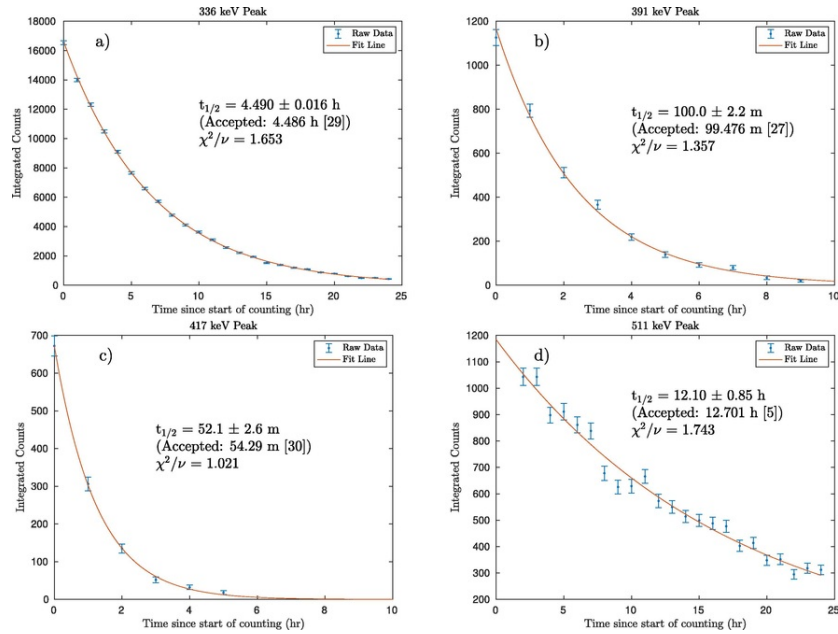 336 keV Peak
a)
Raw Data
Fit Line
t1/2 = 4.490 ± 0.016 h
(Accepted: 4.486 h [29])
χ²/ν = 1.653
Integrated Counts
18000
16000
14000
12000
10000
8000
6000
4000
2000
0
0 5 10 15 20 25
Time since start of counting (hr)
391 keV Peak
b)
Raw Data
Fit Line
t1/2 = 100.0 ± 2.2 m
(Accepted: 99.476 m [27])
χ²/ν = 1.357
Integrated Counts
1200
1000
800
600
400
200
0
0 2 4 6 8 10
Time since start of counting (hr)
417 keV Peak
c)
Raw Data
Fit Line
t1/2 = 52.1 ± 2.6 m
(Accepted: 54.29 m [30])
χ²/ν = 1.021
Integrated Counts
700
600
500
400
300
200
100
0
0 2 4 6 8 10
Time since start of counting (hr)
511 keV Peak
d)
Raw Data
Fit Line
t1/2 = 12.10 ± 0.85 h
(Accepted: 12.701 h [5])
χ²/ν = 1.743
Integrated Counts
1200
1100
1000
900
800
700
600
500
400
300
200
0 5 10 15 20 25
Time since start of counting (hr)